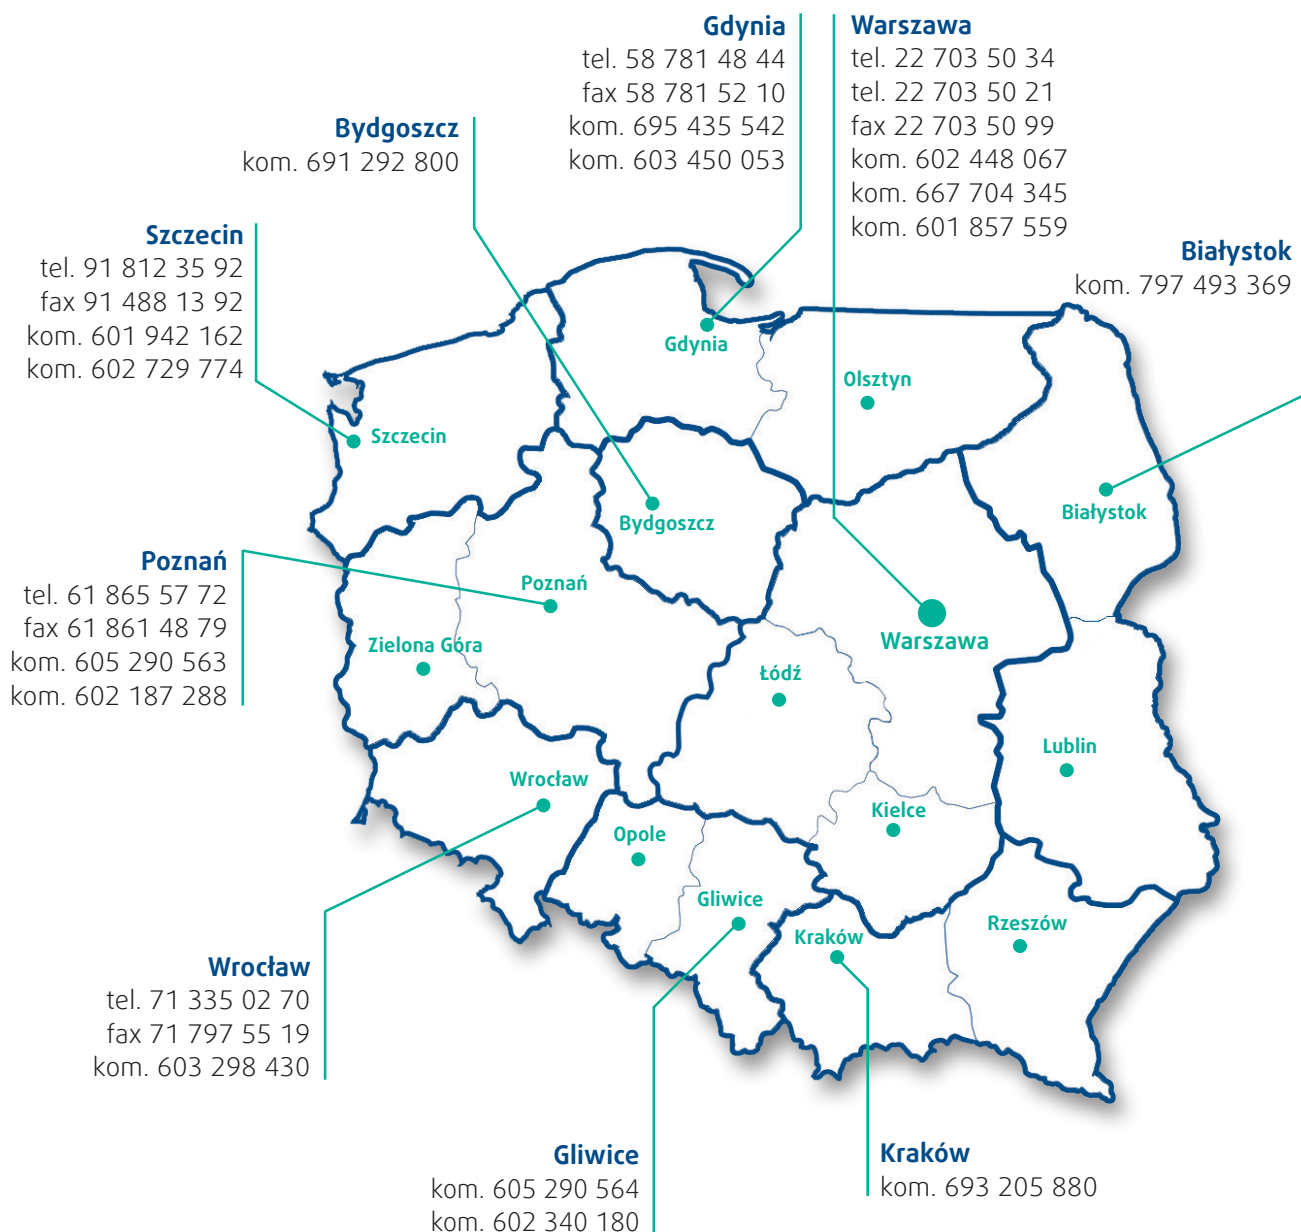 Gdynia
tel. 58 781 48 44
fax 58 781 52 10
kom. 695 435 542
kom. 603 450 053
Warszawa
tel. 22 703 50 34
tel. 22 703 50 21
fax 22 703 50 99
kom. 602 448 067
kom. 667 704 345
kom. 601 857 559
Bydgoszcz
kom. 691 292 800
Szczecin
tel. 91 812 35 92
fax 91 488 13 92
kom. 601 942 162
kom. 602 729 774
Białystok
kom. 797 493 369
Gdynia
Olsztyn
Szczecin
Bydgoszcz
Białystok
Poznań
tel. 61 865 57 72
fax 61 861 48 79
kom. 605 290 563
kom. 602 187 288
Poznań
Zielona Góra
Warszawa
Łódź
Lublin
Wrocław
Opole
Kielce
Gliwice
Kraków
Rzeszów
Wrocław
tel. 71 335 02 70
fax 71 797 55 19
kom. 603 298 430
Gliwice
kom. 605 290 564
kom. 602 340 180
Kraków
kom. 693 205 880